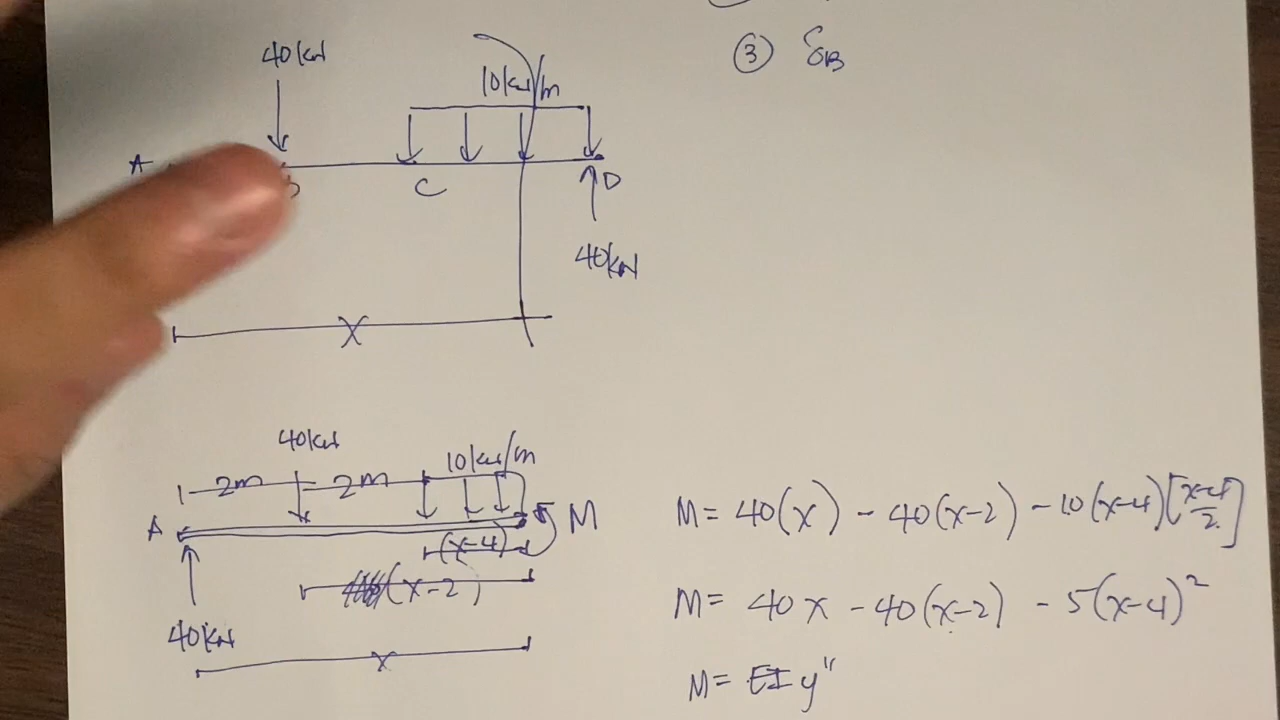 ③ δB
40kN
10kN/m
A
C
D
40kN
X
40kN
10kN/m
2m
2m
A
M
(x-4)
(x-2)
40kN
x
M = 40(x) - 40(x-2) - 10(x-4)[x-4/2]
M = 40x - 40(x-2) - 5(x-4)²
M = EIy"